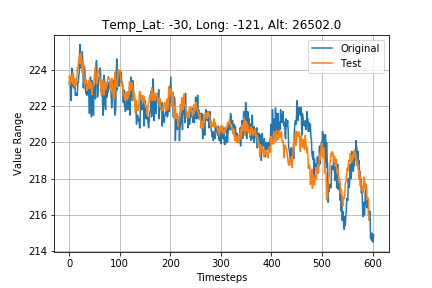 Temp_Lat: -30, Long: -121, Alt: 26502.0
Original
Test
Value Range
224
222
220
218
216
214
0 100 200 300 400 500 600
Timesteps